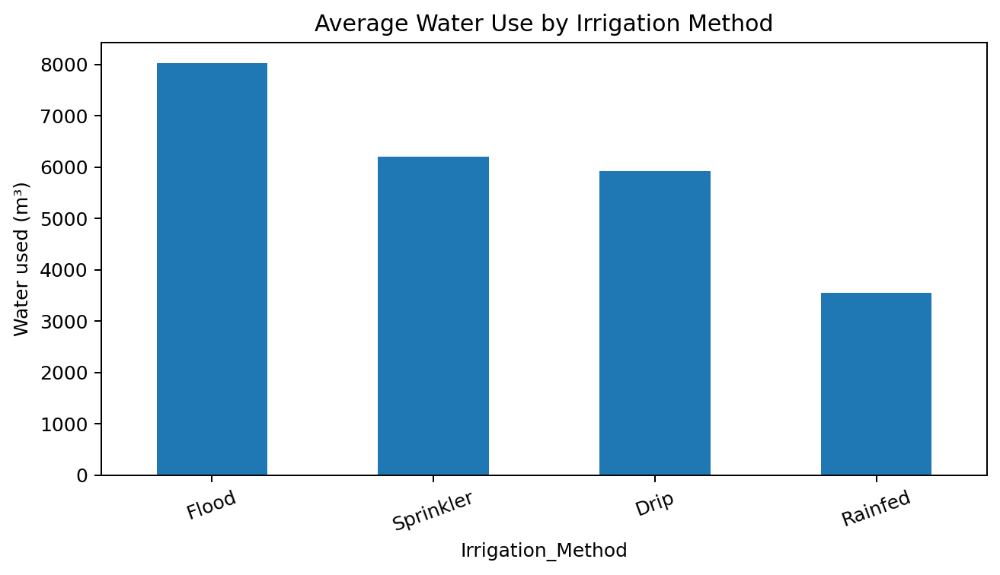 Average Water Use by Irrigation Method
Water used (m³)
8000
7000
6000
5000
4000
3000
2000
1000
0
Flood
Sprinkler
Drip
Rainfed
Irrigation_Method